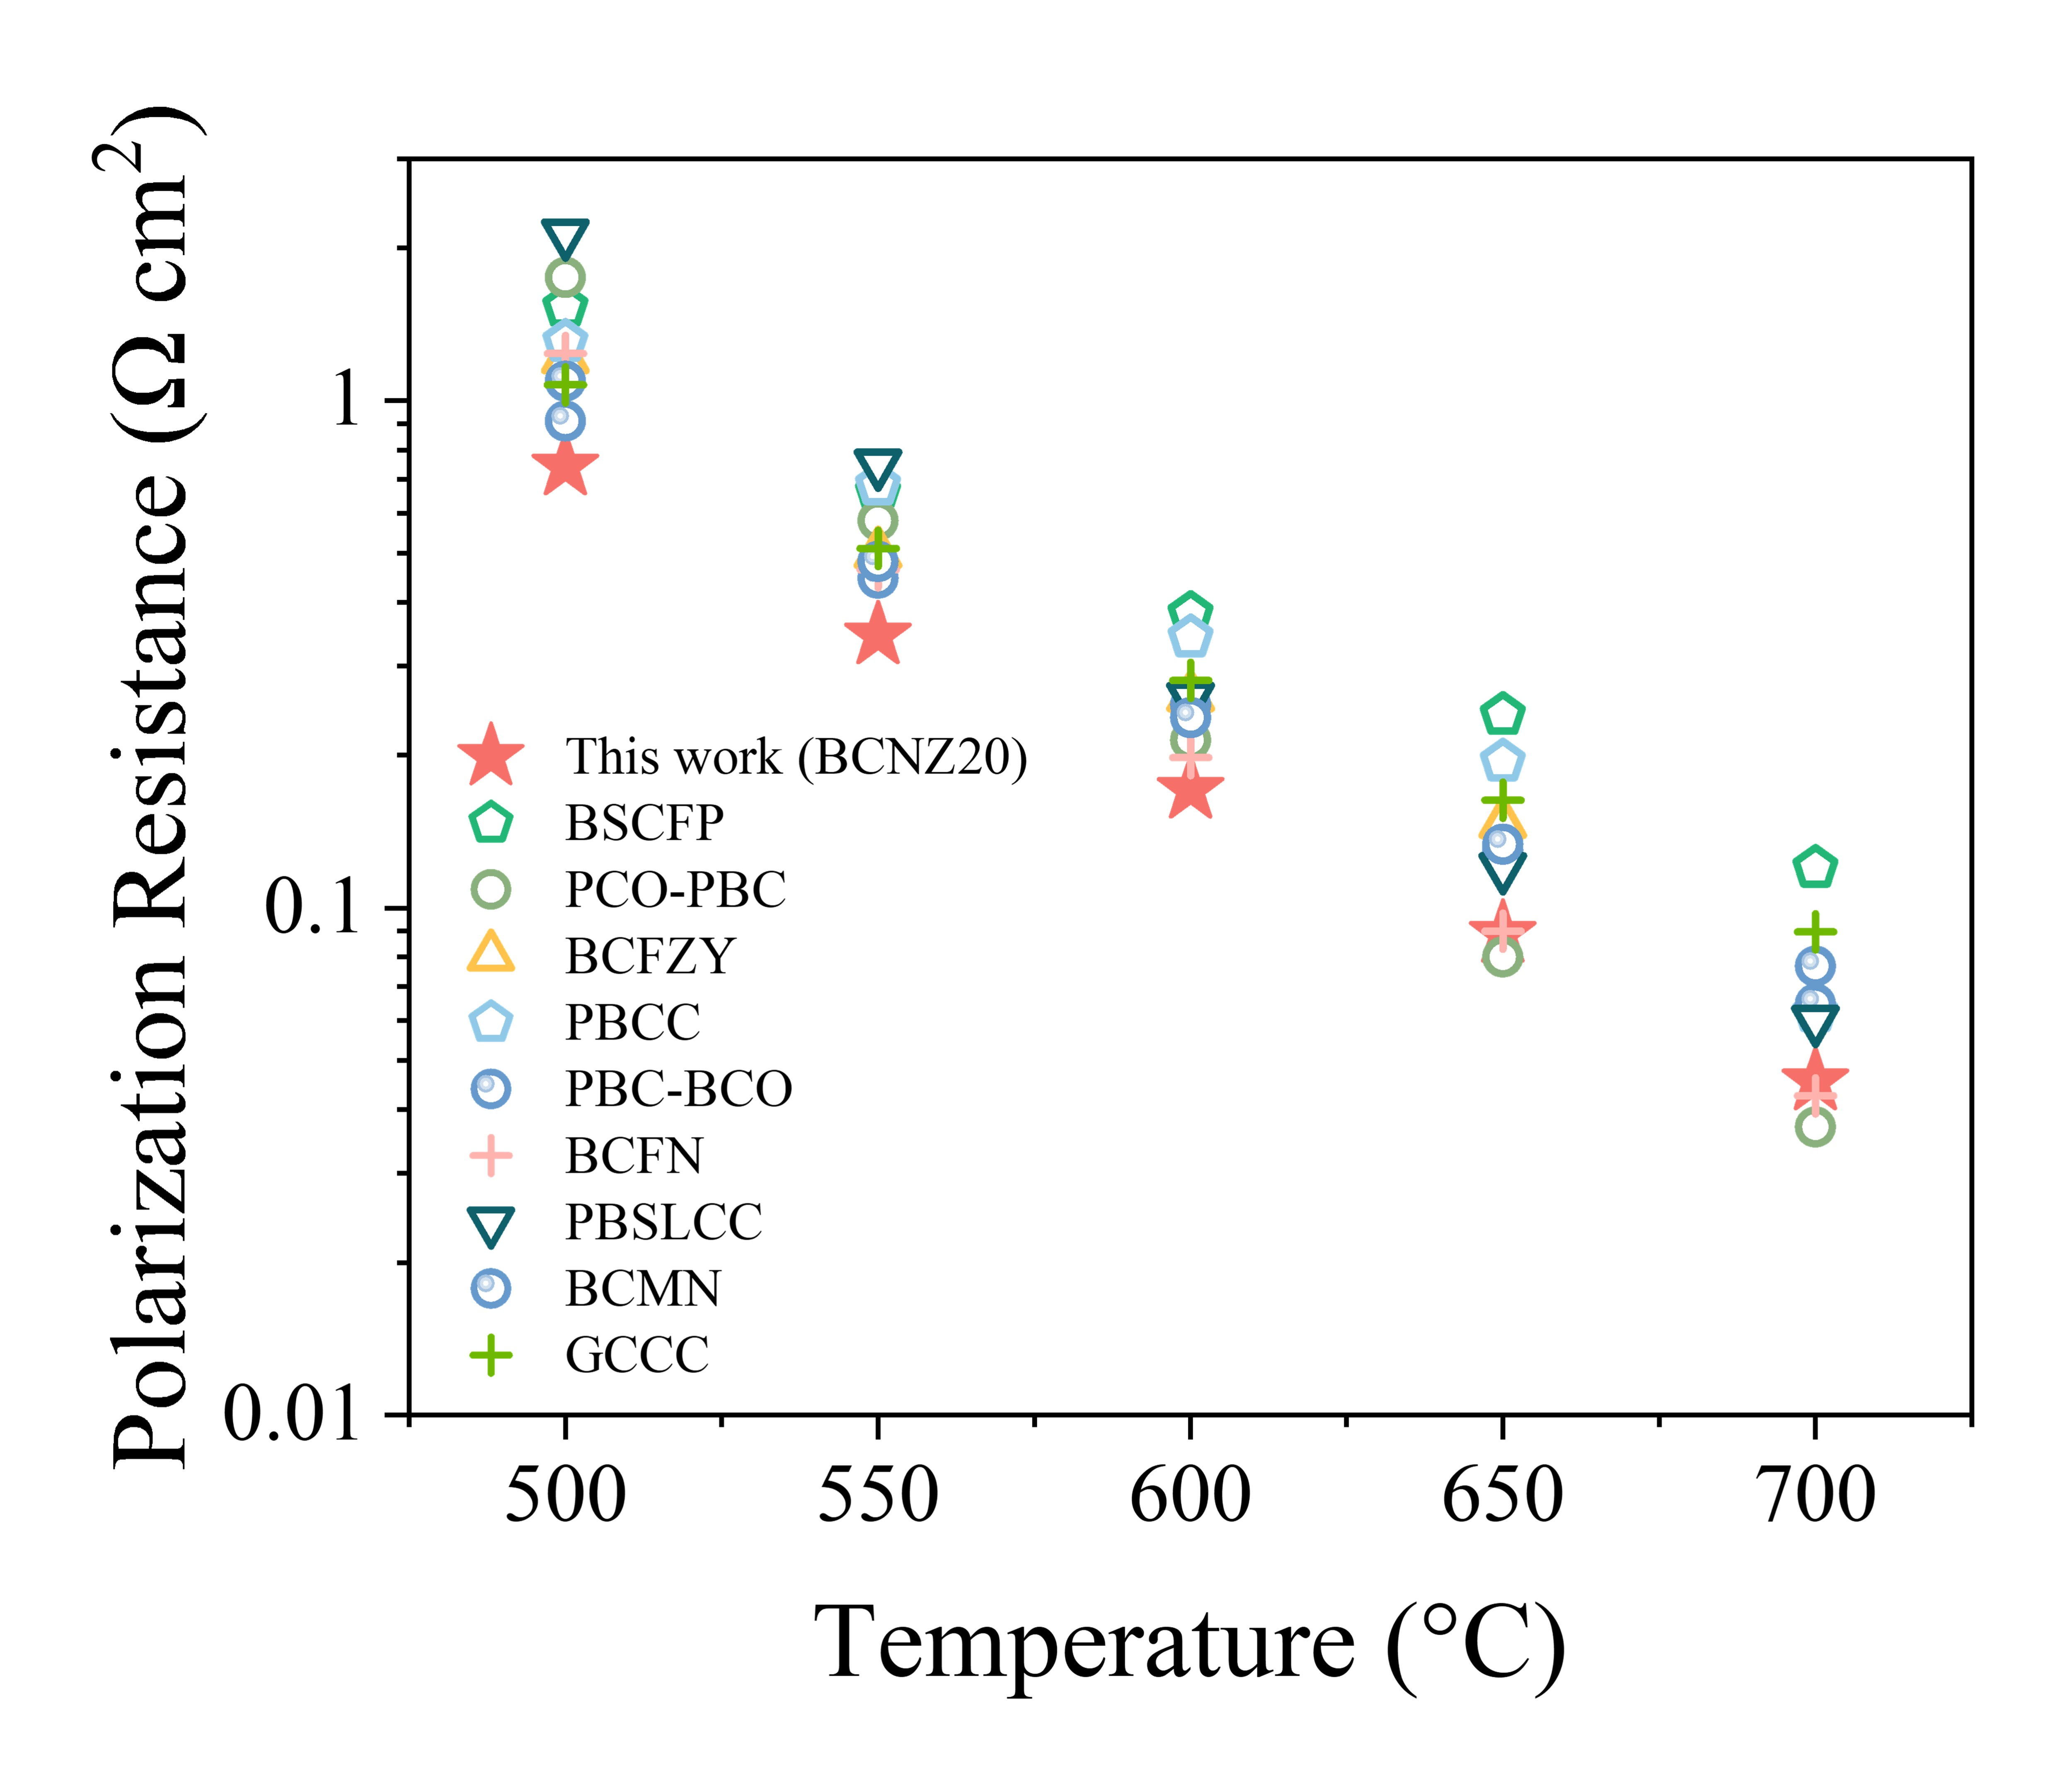 Polarization Resistance (Ω cm²)
1
0.1
0.01
This work (BCNZ20)
BSCFP
PCO-PBC
BCFZY
PBCC
PBC-BCO
BCFN
PBSLCC
BCMN
GCCC
500 550 600 650 700
Temperature (°C)